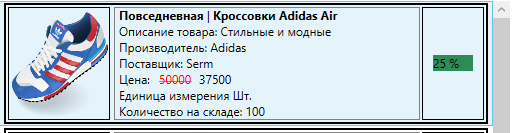 Повседневная | Кроссовки Adidas Air
Описание товара: Стильные и модные
Производитель: Adidas
Поставщик: Serm
Цена: 50000 37500
Единица измерения Шт.
Количество на складе: 100
25 %